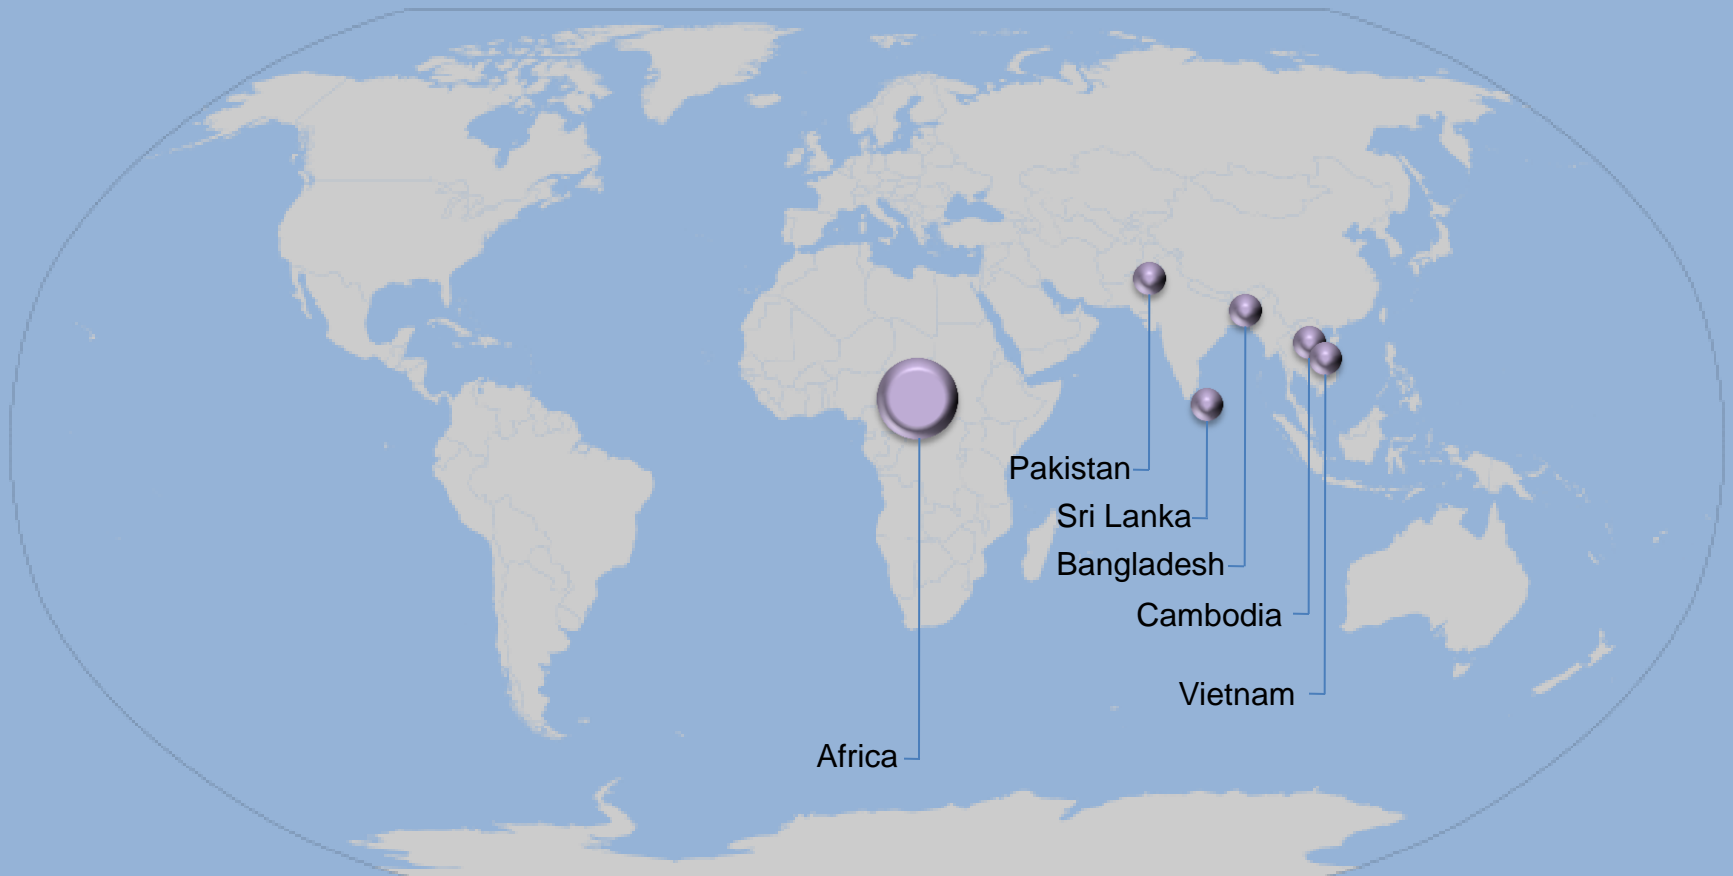 Pakistan
Sri Lanka
Bangladesh
Cambodia
Vietnam
Africa